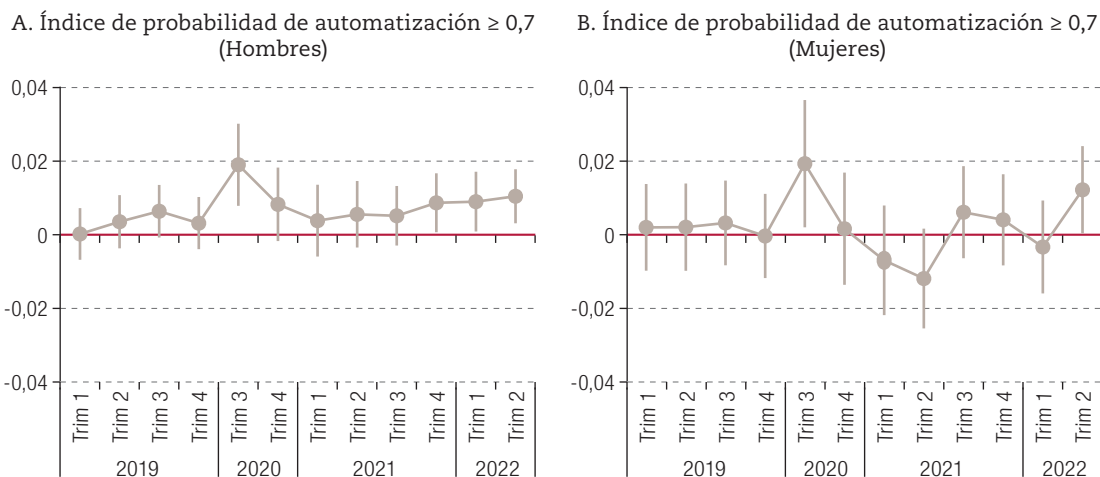 A. Índice de probabilidad de automatización ≥ 0,7
(Hombres)
0,04
0,02
0
-0,02
-0,04
Trim 1
Trim 2
Trim 3
Trim 4
Trim 3
Trim 4
Trim 1
Trim 2
Trim 3
Trim 4
Trim 1
Trim 2
2019
2020
2021
2022
B. Índice de probabilidad de automatización ≥ 0,7
(Mujeres)
0,04
0,02
0
-0,02
-0,04
Trim 1
Trim 2
Trim 3
Trim 4
Trim 3
Trim 4
Trim 1
Trim 2
Trim 3
Trim 4
Trim 1
Trim 2
2019
2020
2021
2022